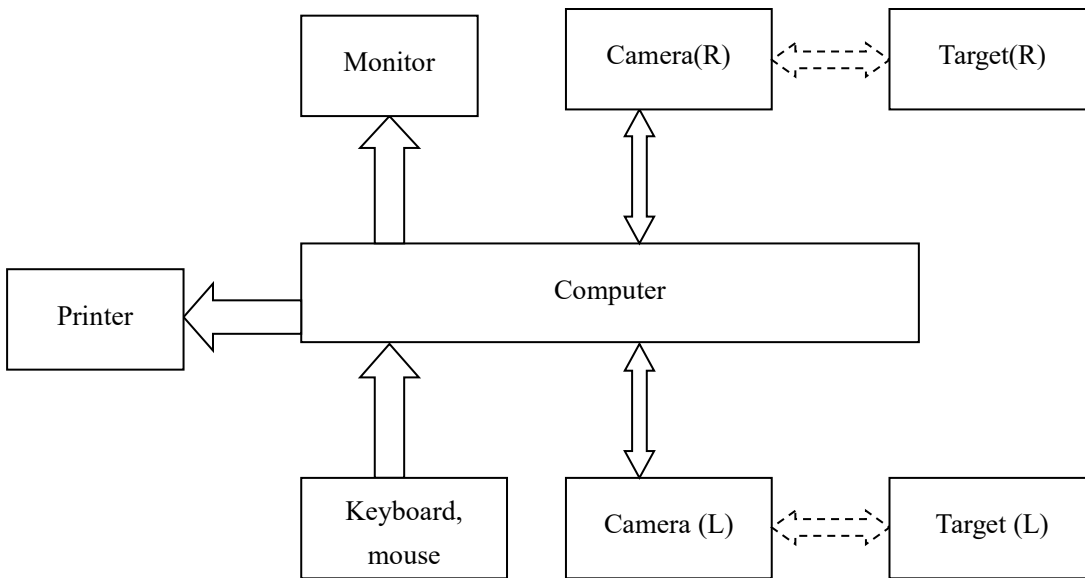 Monitor
Camera(R)
Target(R)
Computer
Printer
Keyboard,
mouse
Camera (L)
Target (L)